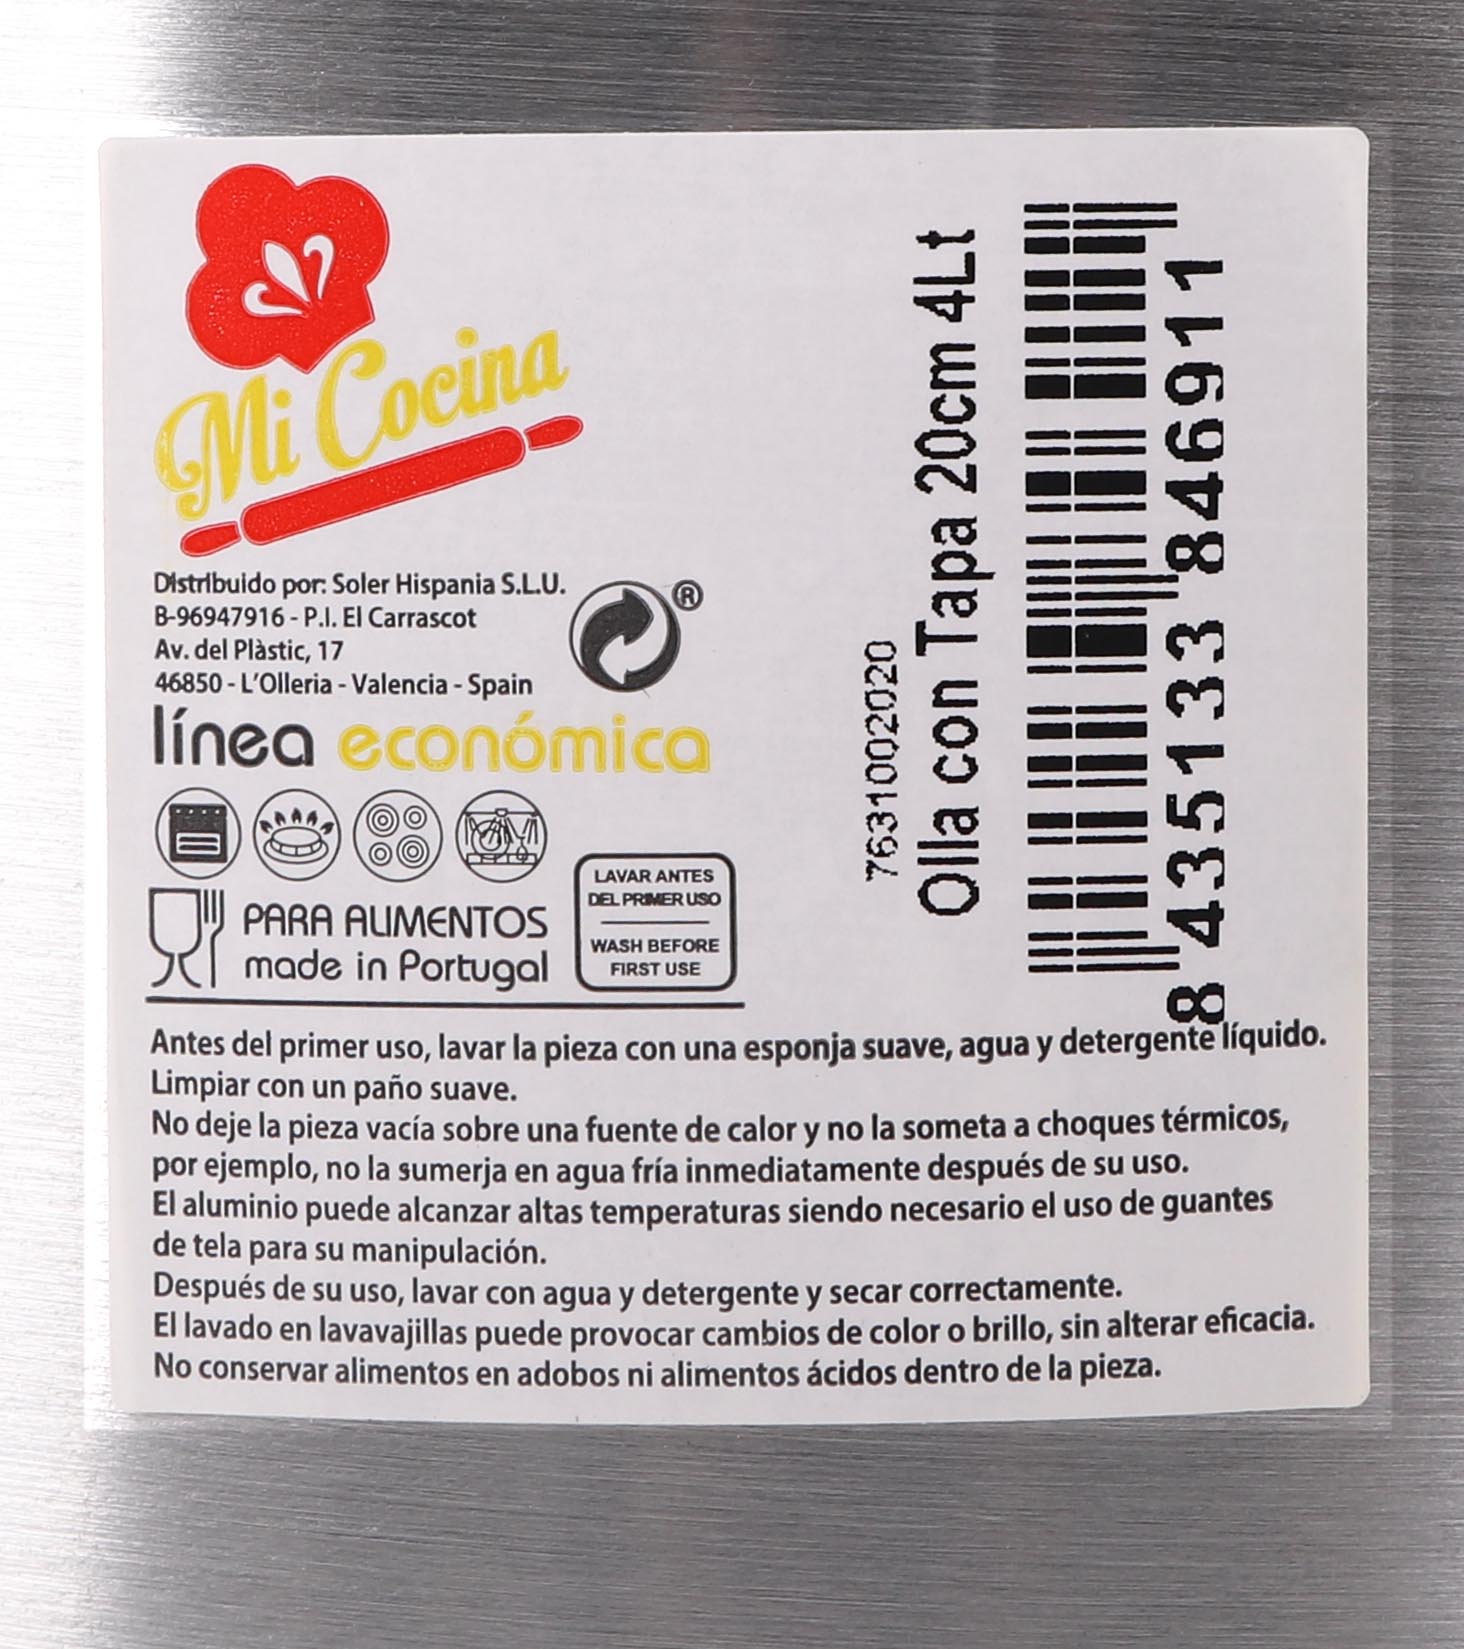 Mi Cocina
Distribuido por: Soler Hispania S.L.U.
B-96947916 - P.I. El Carrascot
Av. del Plàstic, 17
46850 - L'Olleria - Valencia - Spain
®
línea económica
PARA ALIMENTOS
made in Portugal
LAVAR ANTES
DEL PRIMER USO
WASH BEFORE
FIRST USE
7631002020
Olla con Tapa 20cm 4Lt
8 435133 846911
Antes del primer uso, lavar la pieza con una esponja suave, agua y detergente líquido.
Limpiar con un paño suave.
No deje la pieza vacía sobre una fuente de calor y no la someta a choques térmicos,
por ejemplo, no la sumerja en agua fría inmediatamente después de su uso.
El aluminio puede alcanzar altas temperaturas siendo necesario el uso de guantes
de tela para su manipulación.
Después de su uso, lavar con agua y detergente y secar correctamente.
El lavado en lavavajillas puede provocar cambios de color o brillo, sin alterar eficacia.
No conservar alimentos en adobos ni alimentos ácidos dentro de la pieza.